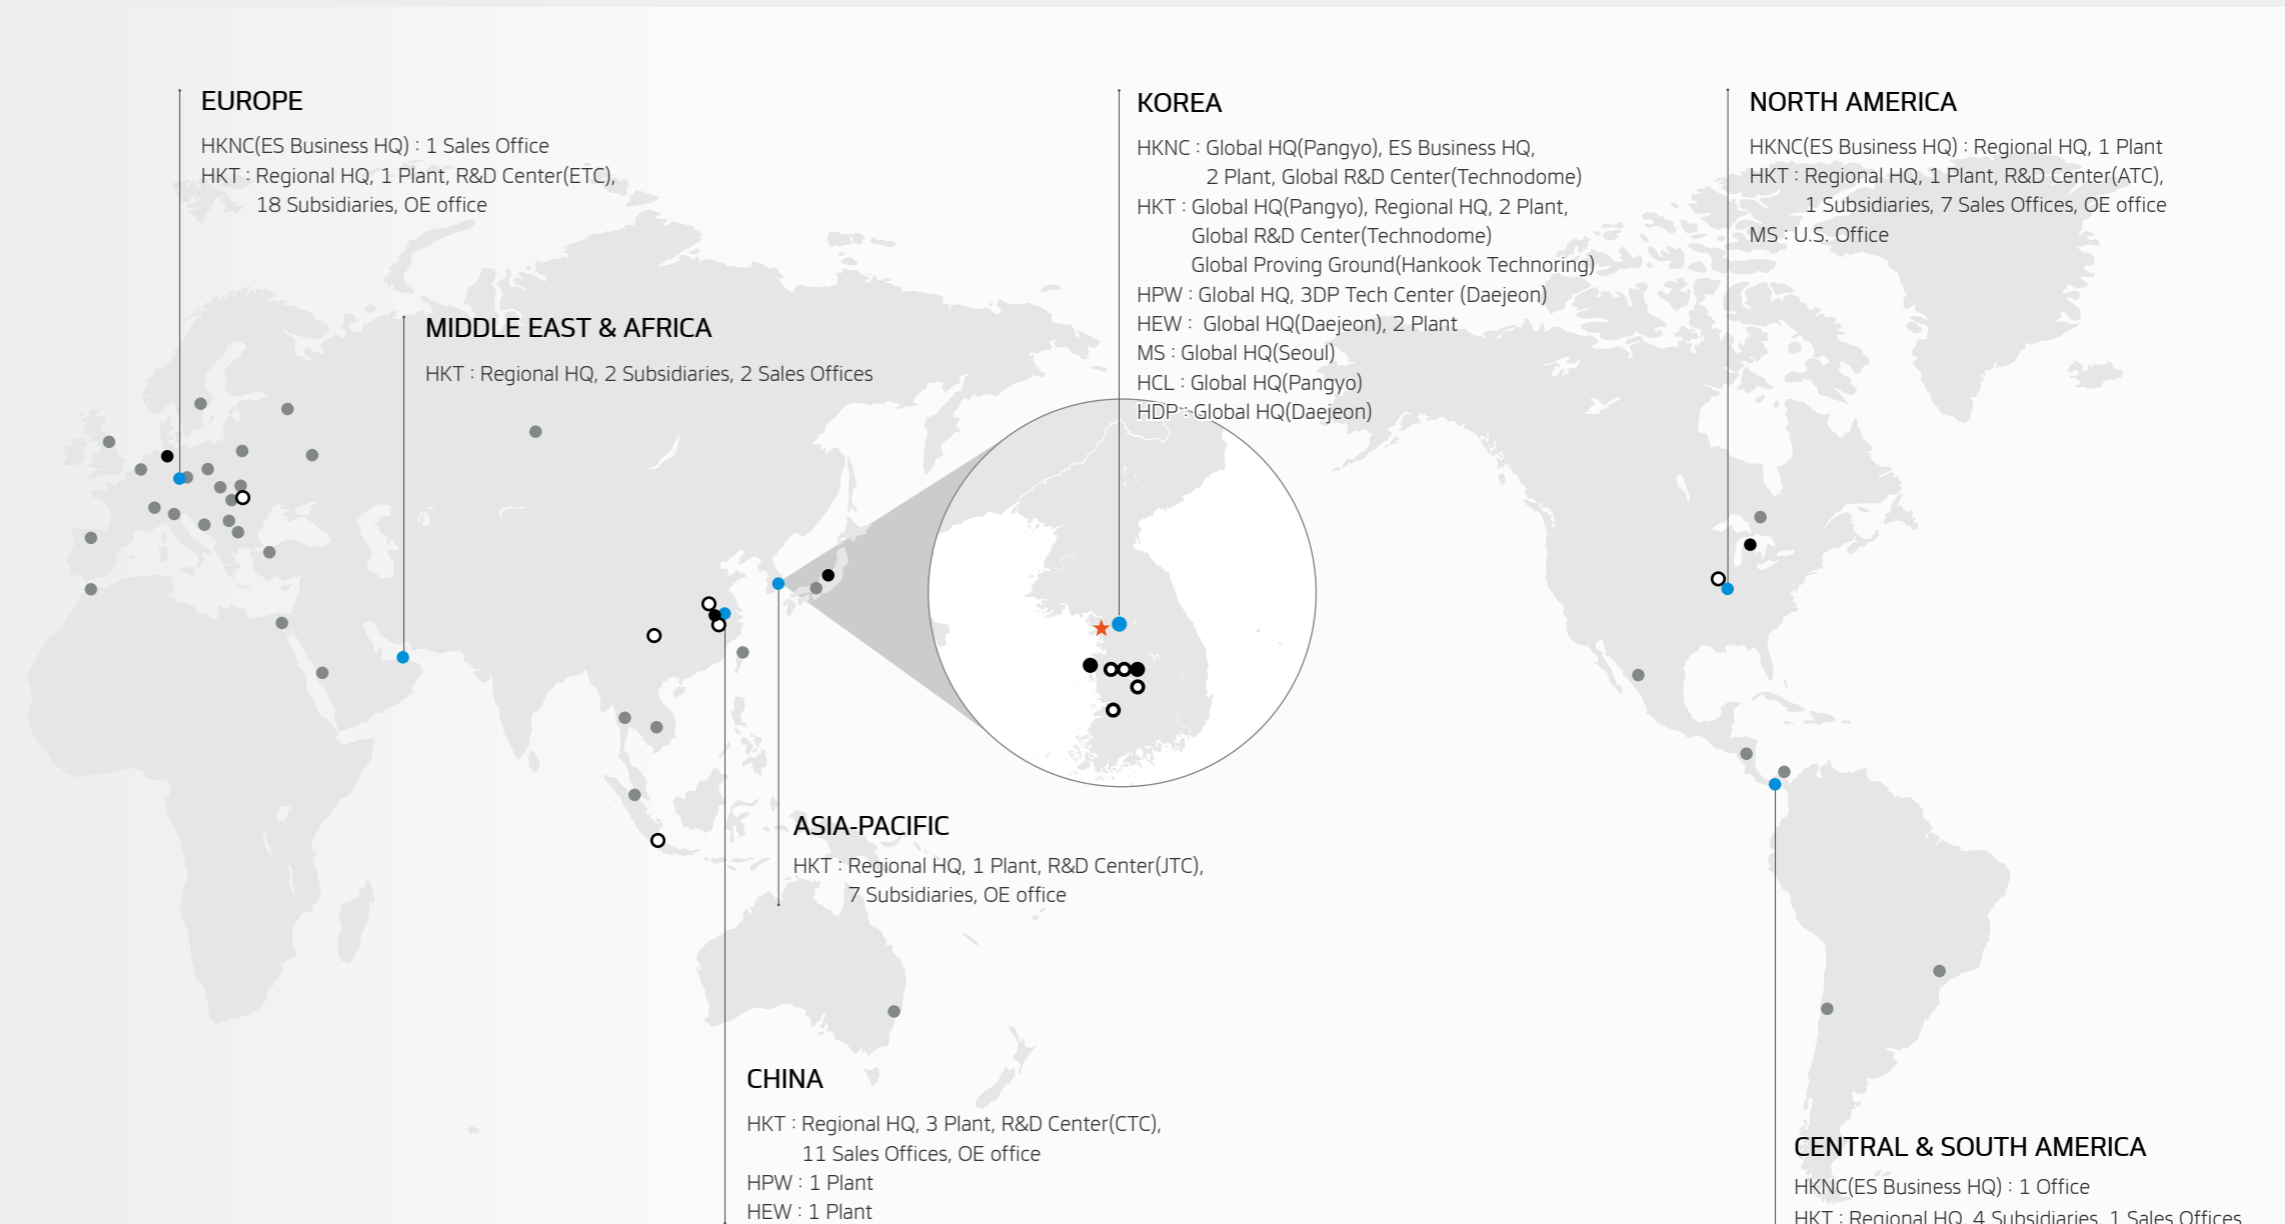 EUROPE
HKNC(ES Business HQ) : 1 Sales Office
HKT : Regional HQ, 1 Plant, R&D Center(ETC),
18 Subsidiaries, OE office
MIDDLE EAST & AFRICA
HKT : Regional HQ, 2 Subsidiaries, 2 Sales Offices
KOREA
HKNC : Global HQ(Pangyo), ES Business HQ,
2 Plant, Global R&D Center(Technodome)
HKT : Global HQ(Pangyo), Regional HQ, 2 Plant,
Global R&D Center(Technodome)
Global Proving Ground(Hankook Technoring)
HPW : Global HQ, 3DP Tech Center (Daejeon)
HEW :  Global HQ(Daejeon), 2 Plant
MS : Global HQ(Seoul)
HCL : Global HQ(Pangyo)
HDP : Global HQ(Daejeon)
NORTH AMERICA
HKNC(ES Business HQ) : Regional HQ, 1 Plant
HKT : Regional HQ, 1 Plant, R&D Center(ATC),
1 Subsidiaries, 7 Sales Offices, OE office
MS : U.S. Office
ASIA-PACIFIC
HKT : Regional HQ, 1 Plant, R&D Center(JTC),
7 Subsidiaries, OE office
CHINA
HKT : Regional HQ, 3 Plant, R&D Center(CTC),
11 Sales Offices, OE office
HPW : 1 Plant
HEW : 1 Plant
CENTRAL & SOUTH AMERICA
HKNC(ES Business HQ) : 1 Office
HKT : Regional HQ, 4 Subsidiaries, 1 Sales Offices